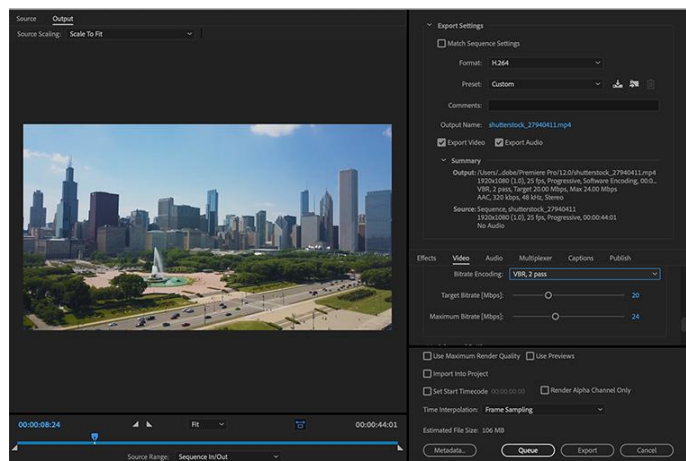 Source Output
Source Scaling: Scale To Fit
00:00:08:24 Fit 00:00:44:01
Source Range: Sequence In/Out
Export Settings
Match Sequence Settings
Format: H.264
Preset: Custom
Comments:
Output Name: shutterstock_27940411.mp4
Export Video Export Audio
Summary
Output: /Users/...dobe/Premiere Pro/12.0/shutterstock_27940411.mp4
1920x1080 (1.0), 25 fps, Progressive, Software Encoding, 00:0...
VBR, 2 pass, Target 20.00 Mbps, Max 24.00 Mbps
AAC, 320 kbps, 48 kHz, Stereo
Source: Sequence, shutterstock_27940411
1920x1080 (1.0), 25 fps, Progressive, 00:00:44:01
No Audio
Effects Video Audio Multiplexer Captions Publish
Bitrate Encoding: VBR, 2 pass
Target Bitrate [Mbps]: 20
Maximum Bitrate [Mbps]: 24
Use Maximum Render Quality Use Previews
Import Into Project
Set Start Timecode 00:00:00:00 Render Alpha Channel Only
Time Interpolation: Frame Sampling
Estimated File Size: 106 MB
Metadata... Queue Export Cancel